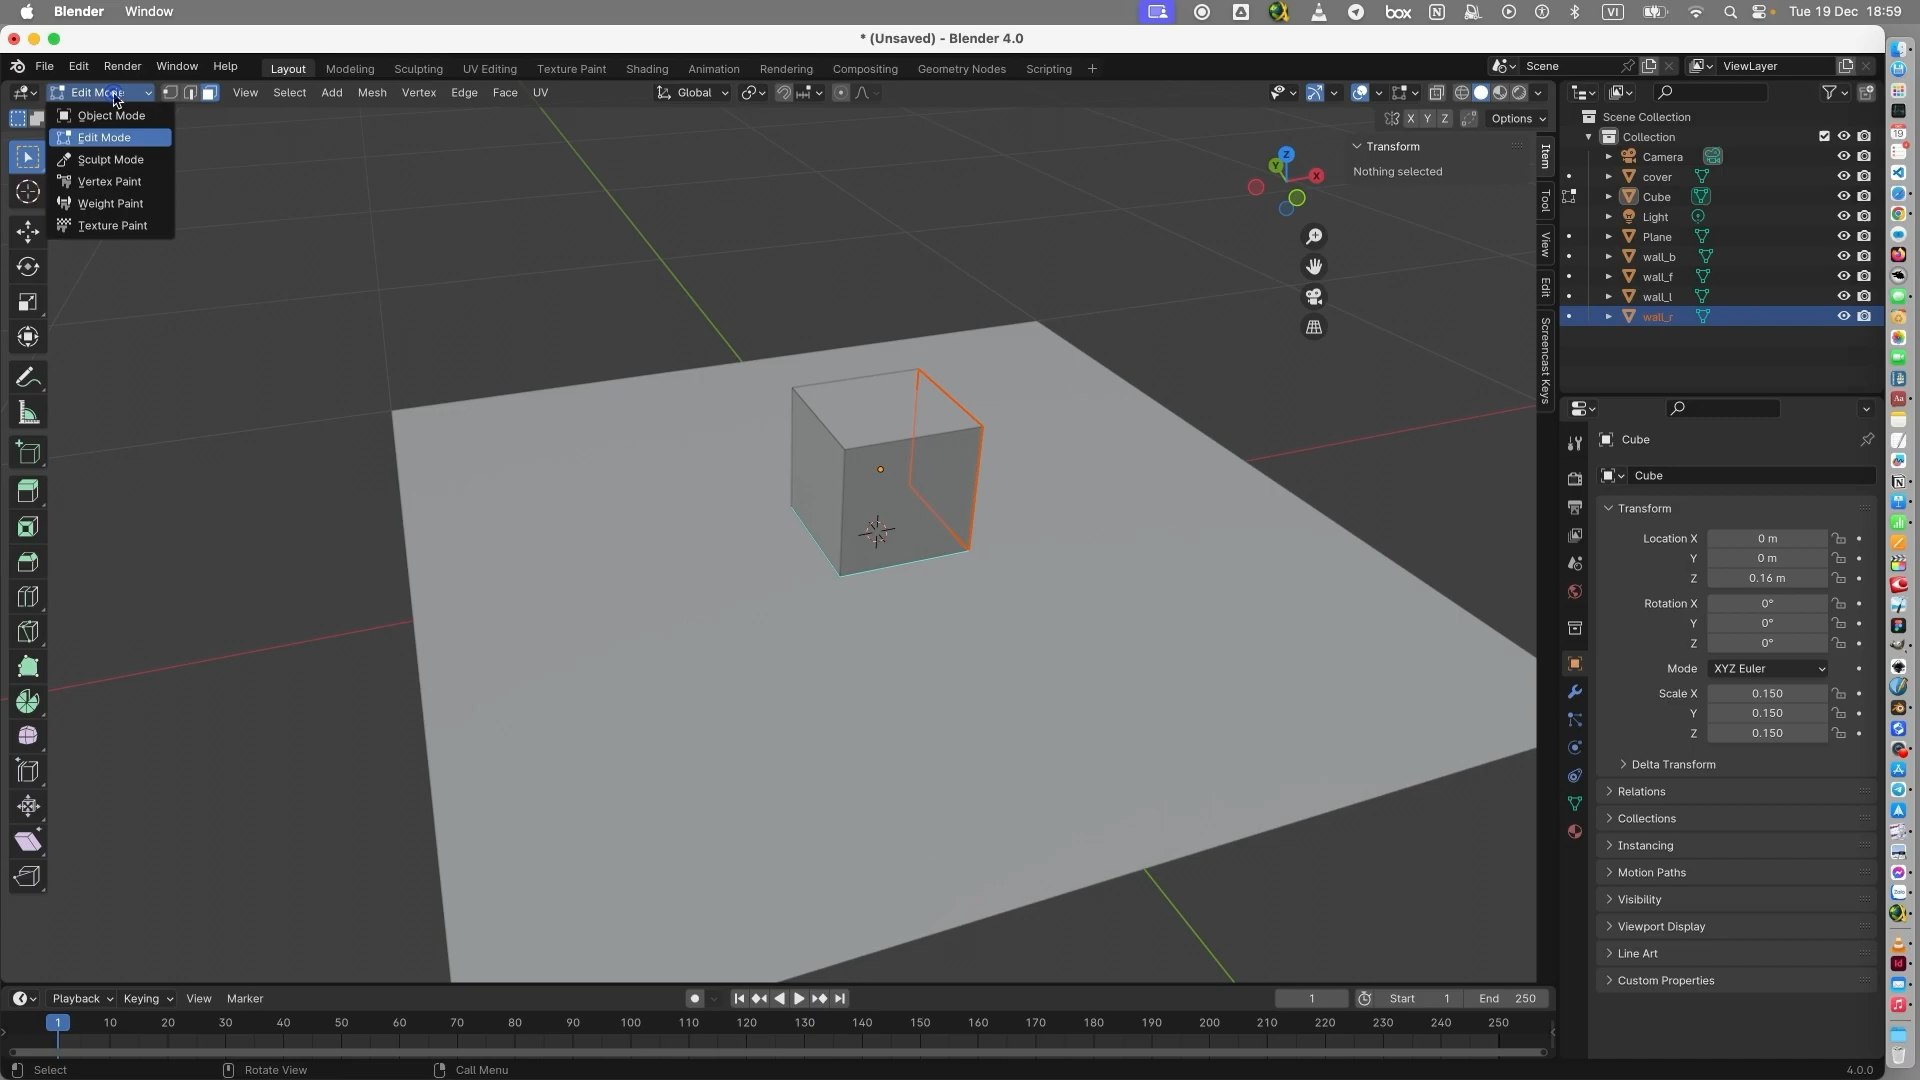 Blender Window box VI Tue 19 Dec 18:59
* (Unsaved) - Blender 4.0
File Edit Render Window Help Layout Modeling Sculpting UV Editing Texture Paint Shading Animation Rendering Compositing Geometry Nodes Scripting + Scene ViewLayer
Edit Mode View Select Add Mesh Vertex Edge Face UV Global
X Y Z Options
Object Mode
Edit Mode
Sculpt Mode
Vertex Paint
Weight Paint
Texture Paint
Z
Y
X
Transform
Nothing selected
Item
Tool
View
Edit
Screencast Keys
Scene Collection
Collection
Camera
cover
Cube
Light
Plane
wall_b
wall_f
wall_l
wall_r
Cube
Cube
Transform
Location X 0 m
Y 0 m
Z 0.16 m
Rotation X 0°
Y 0°
Z 0°
Mode XYZ Euler
Scale X 0.150
Y 0.150
Z 0.150
Delta Transform
Relations
Collections
Instancing
Motion Paths
Visibility
Viewport Display
Line Art
Custom Properties
Playback Keying View Marker 1 Start 1 End 250
1 10 20 30 40 50 60 70 80 90 100 110 120 130 140 150 160 170 180 190 200 210 220 230 240 250
Select Rotate View Call Menu 4.0.0